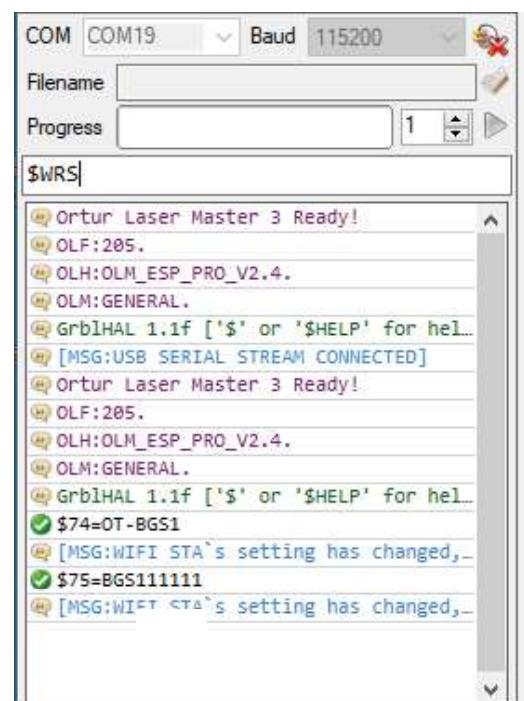 COM COM19 Baud 115200
Filename
Progress 1
$WRS
Ortur Laser Master 3 Ready!
OLF:205.
OLH:OLM_ESP_PRO_V2.4.
OLM:GENERAL.
GrblHAL 1.1f ['$' or '$HELP' for hel…
[MSG:USB SERIAL STREAM CONNECTED]
Ortur Laser Master 3 Ready!
OLF:205.
OLH:OLM_ESP_PRO_V2.4.
OLM:GENERAL.
GrblHAL 1.1f ['$' or '$HELP' for hel…
$74=OT-BGS1
[MSG:WIFI STA`s setting has changed,…
$75=BGS111111
[MSG:WIFI STA`s setting has changed,…